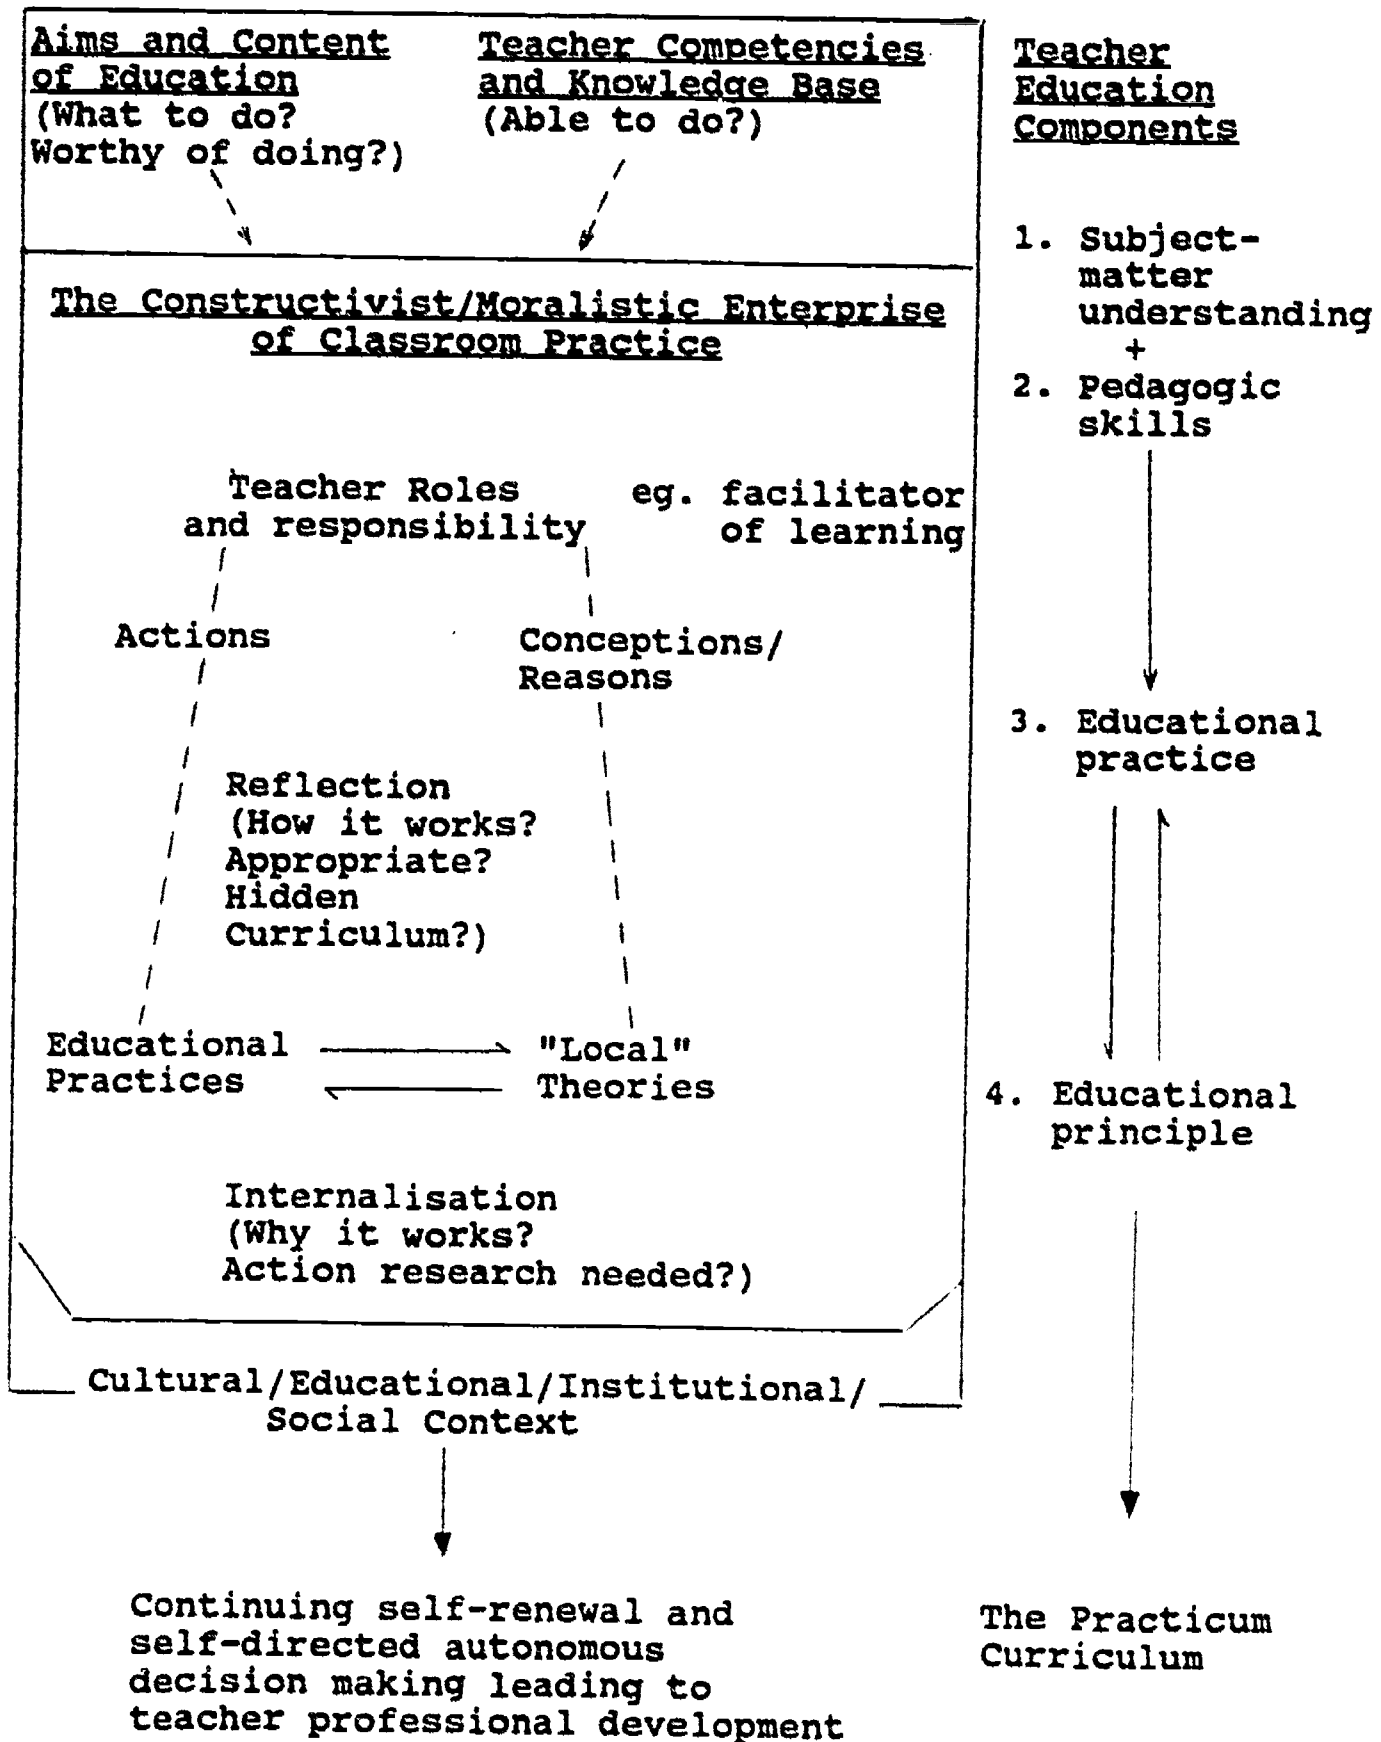 Aims and Content
of Education
(What to do?
Worthy of doing?)
Teacher Competencies
and Knowledge Base
(Able to do?)
The Constructivist/Moralistic Enterprise
of Classroom Practice
Teacher Roles
and responsibility
eg. facilitator
of learning
Actions
Conceptions/
Reasons
Reflection
(How it works?
Appropriate?
Hidden
Curriculum?)
Educational
Practices
"Local"
Theories
Internalisation
(Why it works?
Action research needed?)
Cultural/Educational/Institutional/
Social Context
Continuing self-renewal and
self-directed autonomous
decision making leading to
teacher professional development
Teacher
Education
Components
1. Subject-
matter
understanding
+
2. Pedagogic
skills
3. Educational
practice
4. Educational
principle
The Practicum
Curriculum